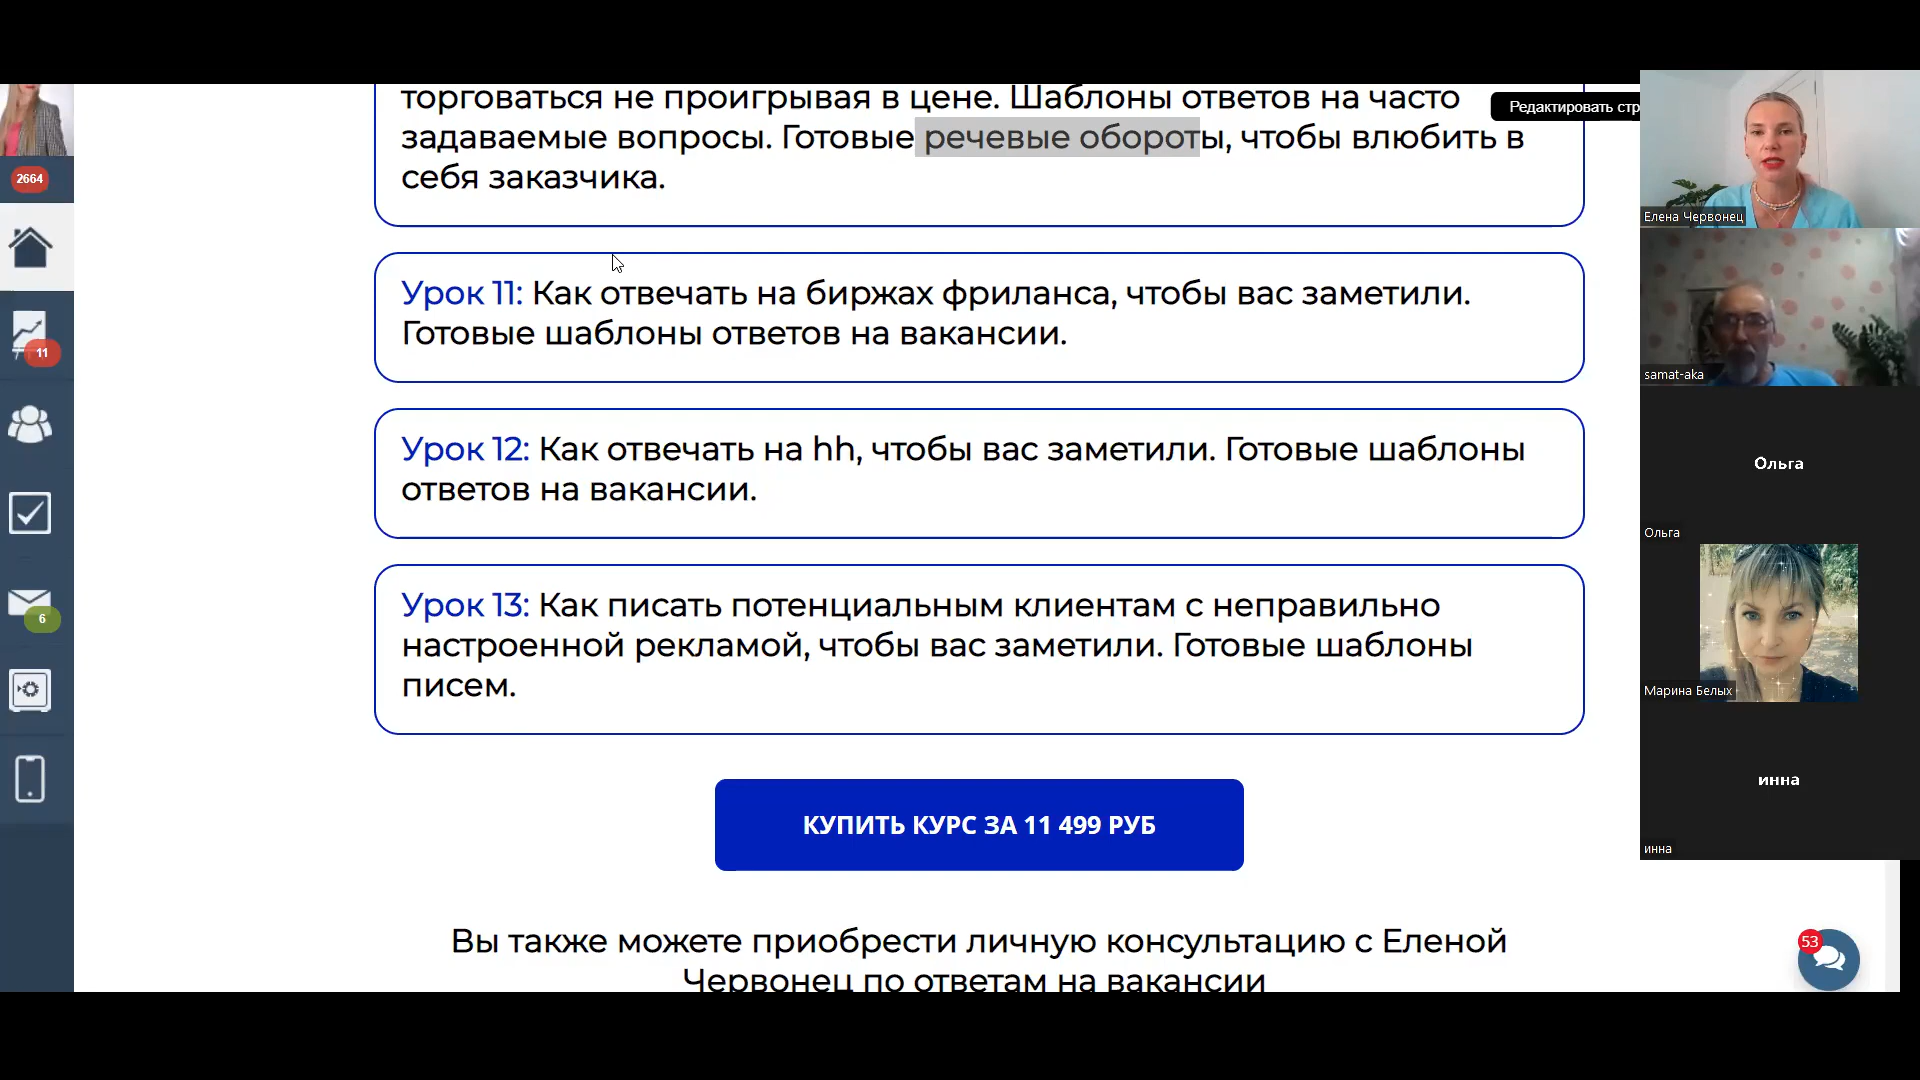 торговаться не проигрывая в цене. Шаблоны ответов на часто
задаваемые вопросы. Готовые речевые обороты, чтобы влюбить в
себя заказчика.
Редактировать стр
Урок 11: Как отвечать на биржах фриланса, чтобы вас заметили.
Готовые шаблоны ответов на вакансии.
Урок 12: Как отвечать на hh, чтобы вас заметили. Готовые шаблоны
ответов на вакансии.
Урок 13: Как писать потенциальным клиентам с неправильно
настроенной рекламой, чтобы вас заметили. Готовые шаблоны
писем.
КУПИТЬ КУРС ЗА 11 499 РУБ
Вы также можете приобрести личную консультацию с Еленой
Червонец по ответам на вакансии
2664
11
6
Елена Червонец
samat-aka
Ольга
Ольга
Марина Белых
инна
инна
53